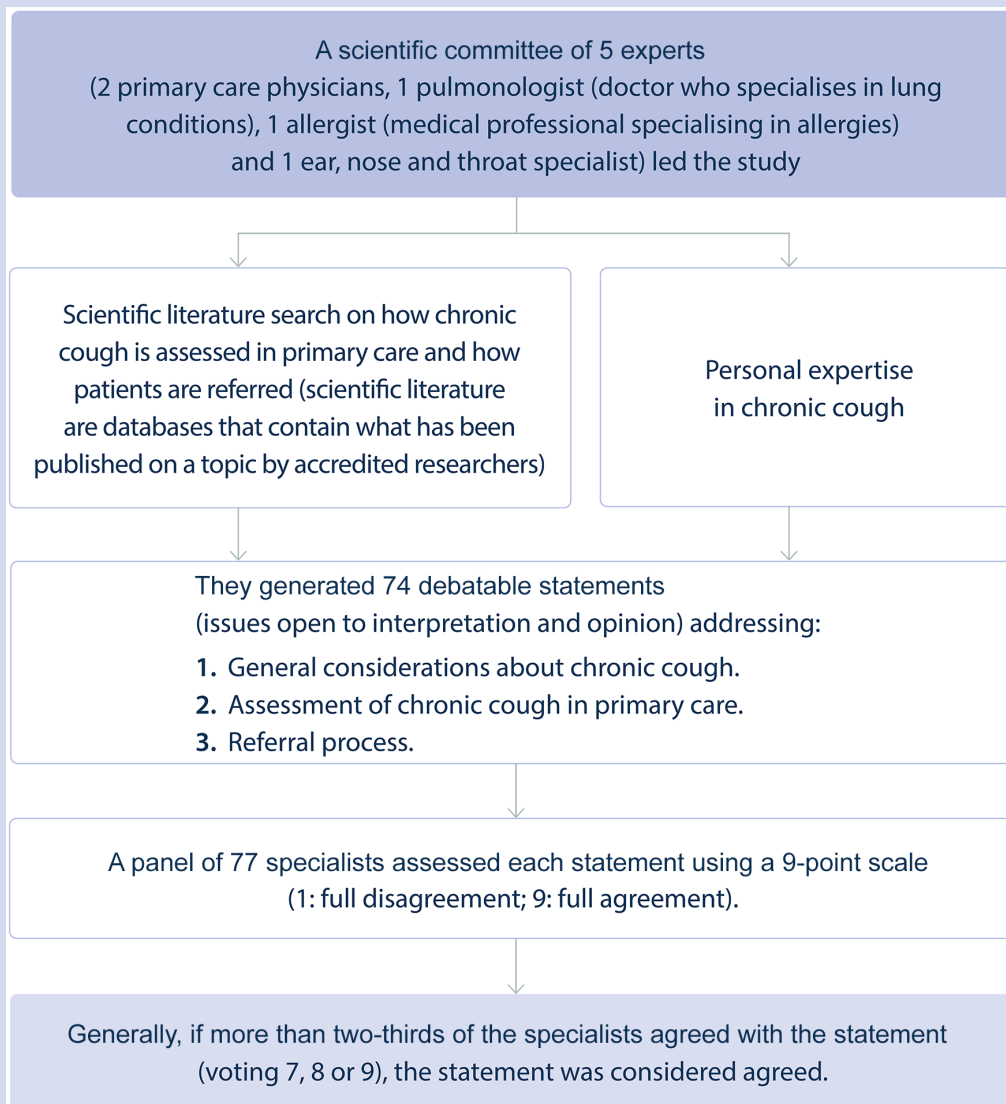 A scientific committee of 5 experts
(2 primary care physicians, 1 pulmonologist (doctor who specialises in lung
conditions), 1 allergist (medical professional specialising in allergies)
and 1 ear, nose and throat specialist) led the study
Scientific literature search on how chronic
cough is assessed in primary care and how
patients are referred (scientific literature
are databases that contain what has been
published on a topic by accredited researchers)
Personal expertise
in chronic cough
They generated 74 debatable statements
(issues open to interpretation and opinion) addressing:
1. General considerations about chronic cough.
2. Assessment of chronic cough in primary care.
3. Referral process.
A panel of 77 specialists assessed each statement using a 9-point scale
(1: full disagreement; 9: full agreement).
Generally, if more than two-thirds of the specialists agreed with the statement
(voting 7, 8 or 9), the statement was considered agreed.